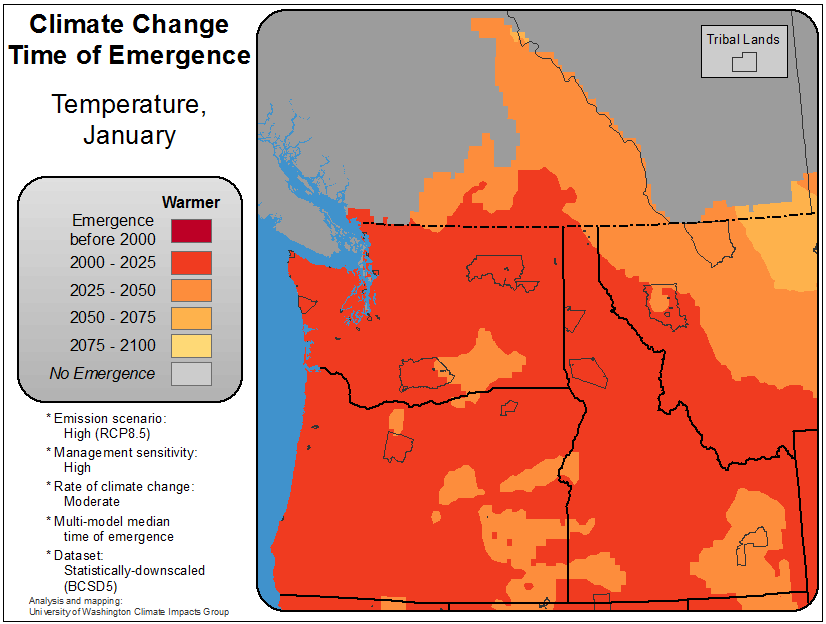 Climate Change
Time of Emergence
Temperature,
January
Warmer
Emergence
before 2000
2000 - 2025
2025 - 2050
2050 - 2075
2075 - 2100
No Emergence
* Emission scenario:
High (RCP8.5)
* Management sensitivity:
High
* Rate of climate change:
Moderate
* Multi-model median
time of emergence
* Dataset:
Statistically-downscaled
(BCSD5)
Analysis and mapping:
University of Washington Climate Impacts Group
Tribal Lands